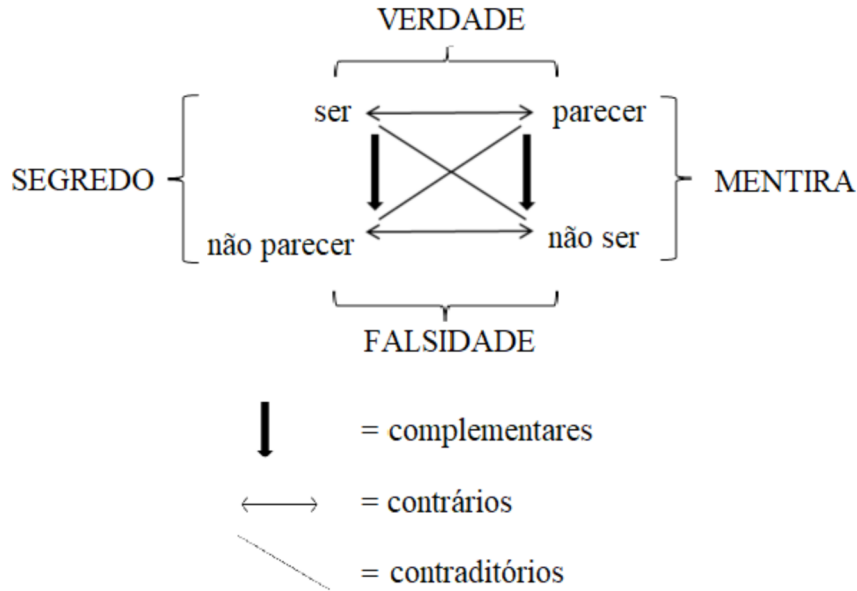 VERDADE
ser
parecer
SEGREDO
MENTIRA
não parecer
não ser
FALSIDADE
= complementares
= contrários
= contraditórios